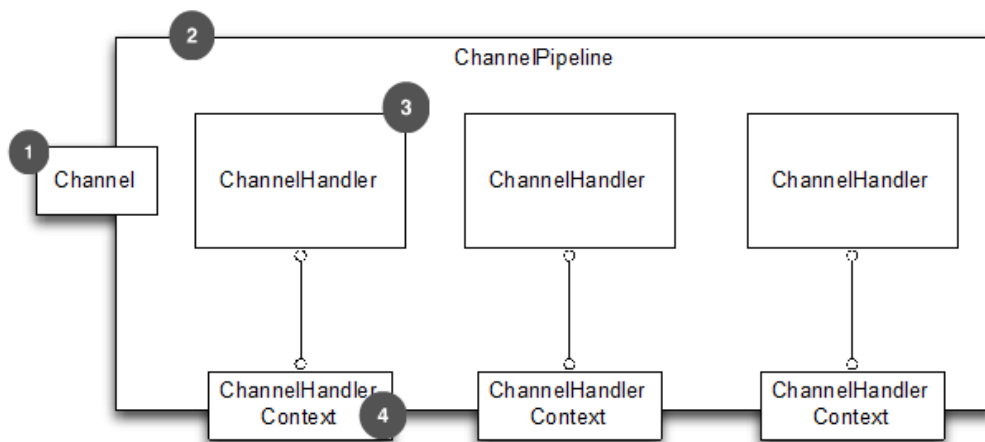 2
ChannelPipeline
3
1
Channel
ChannelHandler
ChannelHandler
ChannelHandler
ChannelHandler
Context
4
ChannelHandler
Context
ChannelHandler
Context